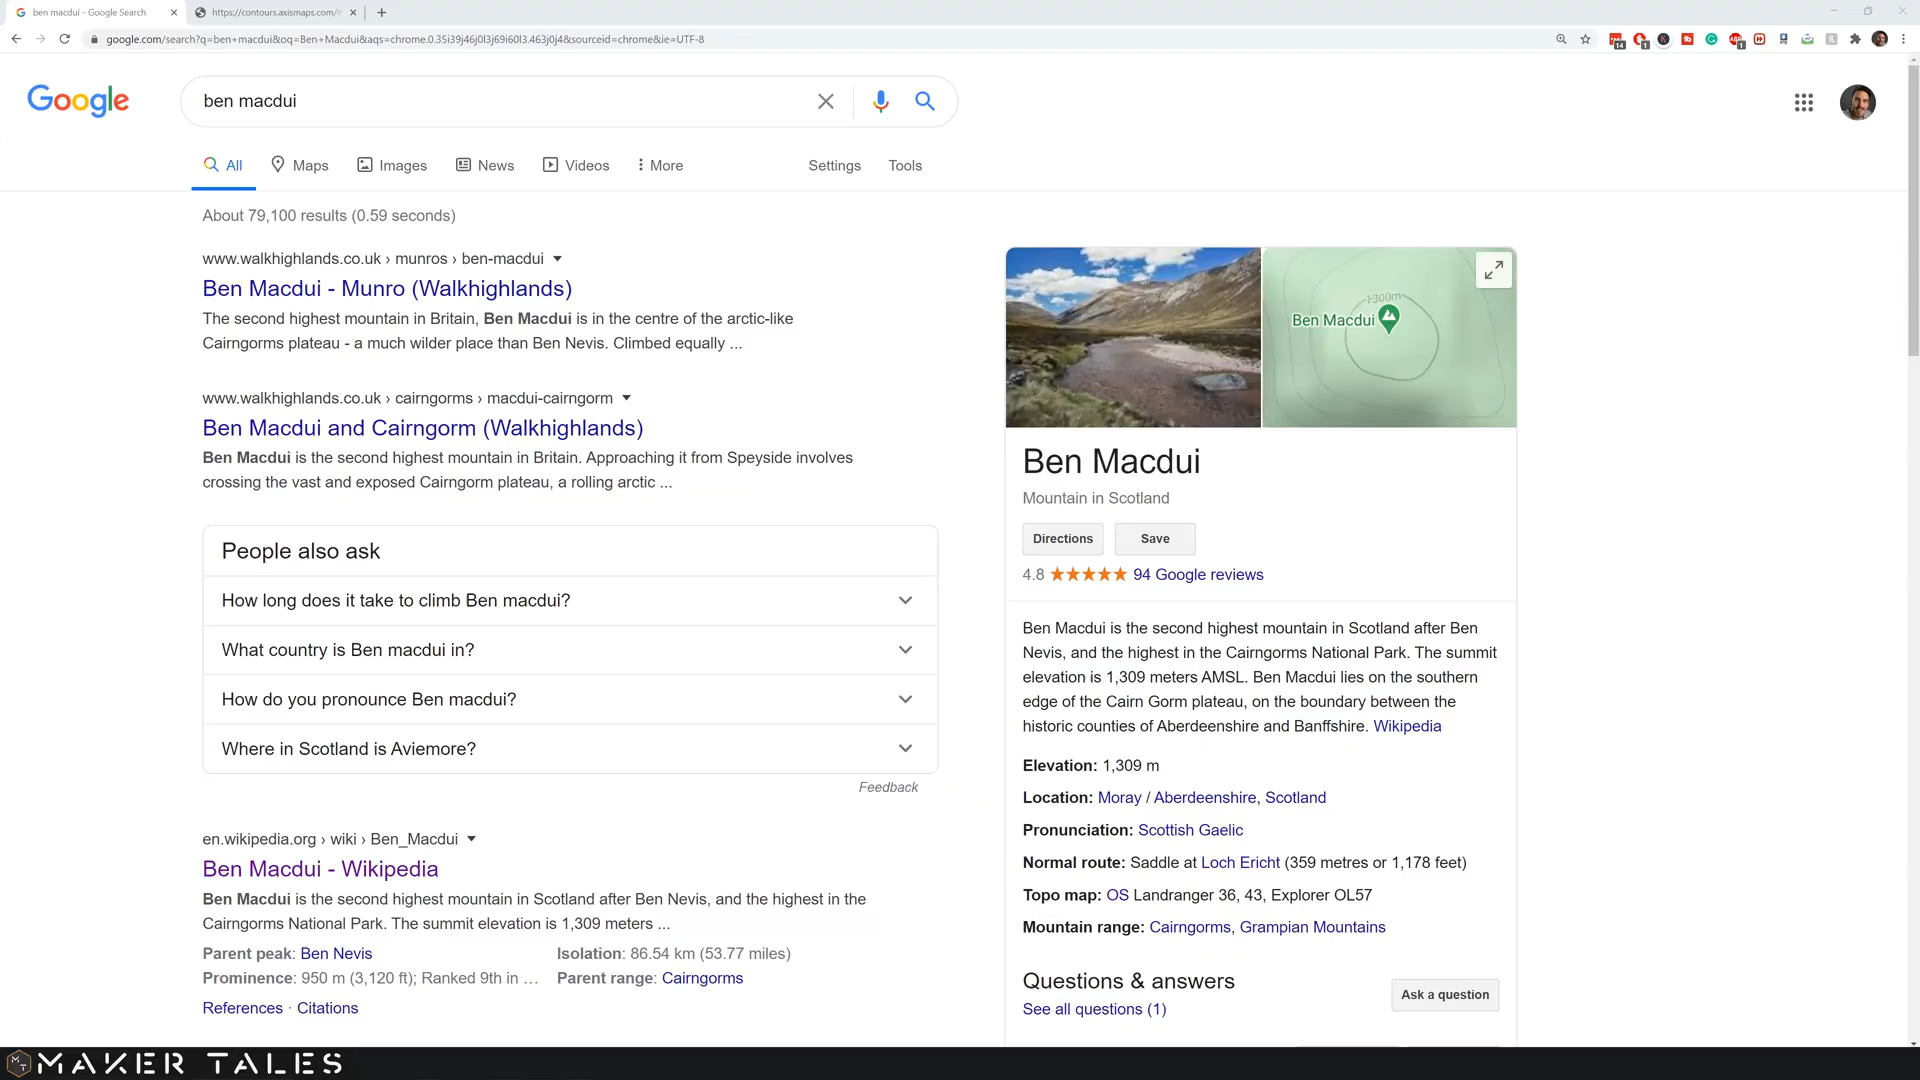 ben macdui - Google Search
https://contours.axismaps.com/
google.com/search?q=ben+macdui&oq=Ben+Macdui&aqs=chrome.0.35i39j46j0l3j69i60l3.463j0j4&sourceid=chrome&ie=UTF-8
Google
ben macdui
All
Maps
Images
News
Videos
More
Settings
Tools
About 79,100 results (0.59 seconds)
www.walkhighlands.co.uk › munros › ben-macdui
Ben Macdui - Munro (Walkhighlands)
The second highest mountain in Britain, Ben Macdui is in the centre of the arctic-like
Cairngorms plateau - a much wilder place than Ben Nevis. Climbed equally ...
www.walkhighlands.co.uk › cairngorms › macdui-cairngorm
Ben Macdui and Cairngorm (Walkhighlands)
Ben Macdui is the second highest mountain in Britain. Approaching it from Speyside involves
crossing the vast and exposed Cairngorm plateau, a rolling arctic ...
People also ask
How long does it take to climb Ben macdui?
What country is Ben macdui in?
How do you pronounce Ben macdui?
Where in Scotland is Aviemore?
Feedback
en.wikipedia.org › wiki › Ben_Macdui
Ben Macdui - Wikipedia
Ben Macdui is the second highest mountain in Scotland after Ben Nevis, and the highest in the
Cairngorms National Park. The summit elevation is 1,309 meters ...
Parent peak: Ben Nevis
Isolation: 86.54 km (53.77 miles)
Prominence: 950 m (3,120 ft); Ranked 9th in ...
Parent range: Cairngorms
References · Citations
1300m
Ben Macdui
Ben Macdui
Mountain in Scotland
Directions
Save
4.8 ★★★★★ 94 Google reviews
Ben Macdui is the second highest mountain in Scotland after Ben
Nevis, and the highest in the Cairngorms National Park. The summit
elevation is 1,309 meters AMSL. Ben Macdui lies on the southern
edge of the Cairn Gorm plateau, on the boundary between the
historic counties of Aberdeenshire and Banffshire. Wikipedia
Elevation: 1,309 m
Location: Moray / Aberdeenshire, Scotland
Pronunciation: Scottish Gaelic
Normal route: Saddle at Loch Ericht (359 metres or 1,178 feet)
Topo map: OS Landranger 36, 43, Explorer OL57
Mountain range: Cairngorms, Grampian Mountains
Questions & answers
See all questions (1)
Ask a question
MAKER TALES